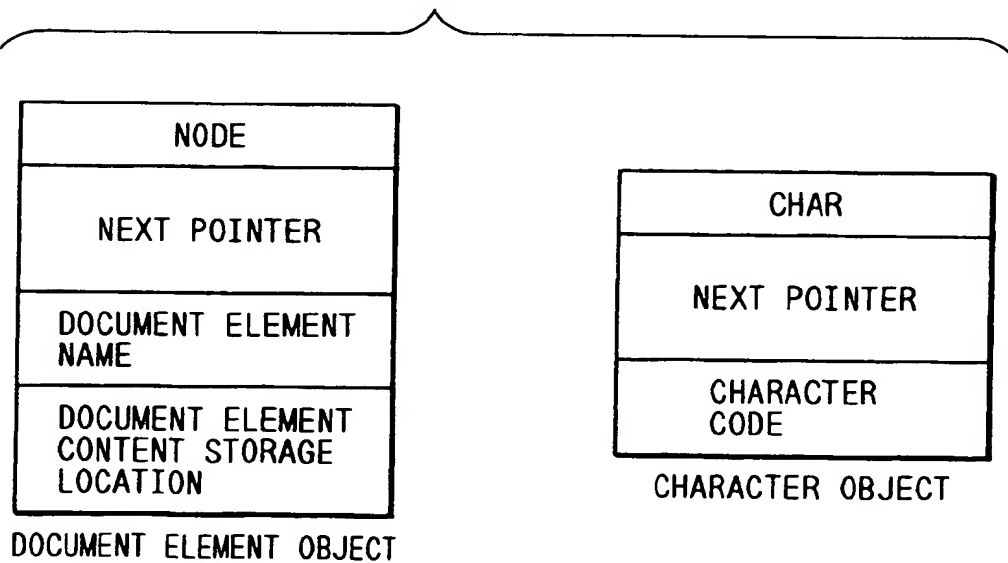 NODE
NEXT POINTER
DOCUMENT ELEMENT
NAME
DOCUMENT ELEMENT
CONTENT STORAGE
LOCATION
DOCUMENT ELEMENT OBJECT
CHAR
NEXT POINTER
CHARACTER
CODE
CHARACTER OBJECT